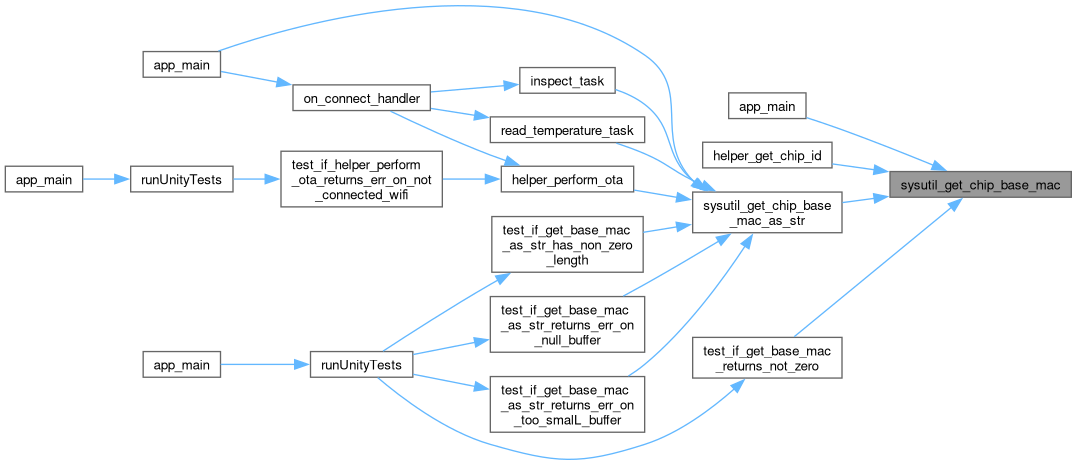 app_main
inspect_task
on_connect_handler
app_main
read_temperature_task
helper_get_chip_id
test_if_helper_perform
_ota_returns_err_on_not
_connected_wifi
app_main
runUnityTests
helper_perform_ota
sysutil_get_chip_base_mac
sysutil_get_chip_base
_mac_as_str
test_if_get_base_mac
_as_str_has_non_zero
_length
test_if_get_base_mac
_as_str_returns_err_on
_null_buffer
app_main
runUnityTests
test_if_get_base_mac
_returns_not_zero
test_if_get_base_mac
_as_str_returns_err_on
_too_smalL_buffer